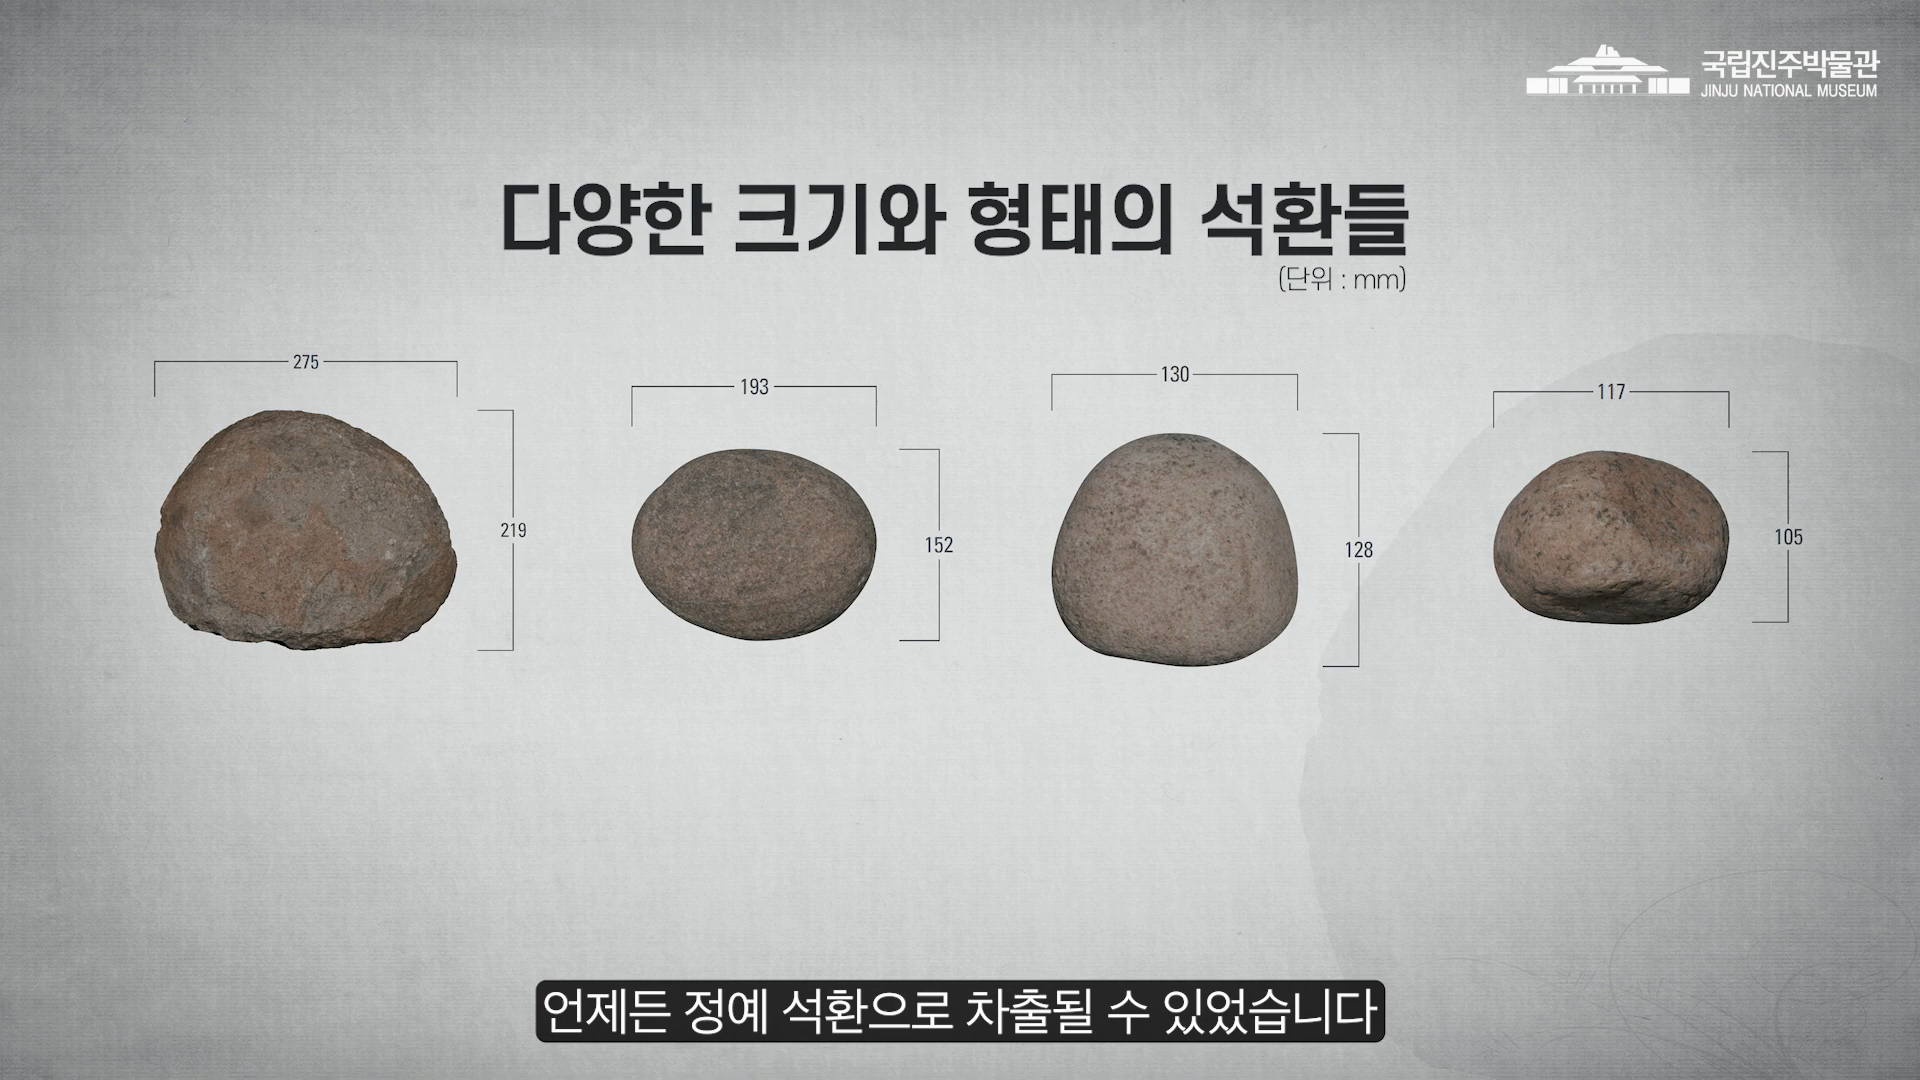 국립진주박물관
JINJU NATIONAL MUSEUM
다양한 크기와 형태의 석환들
(단위 : mm)
275
219
193
152
130
128
117
105
언제든 정예 석환으로 차출될 수 있었습니다